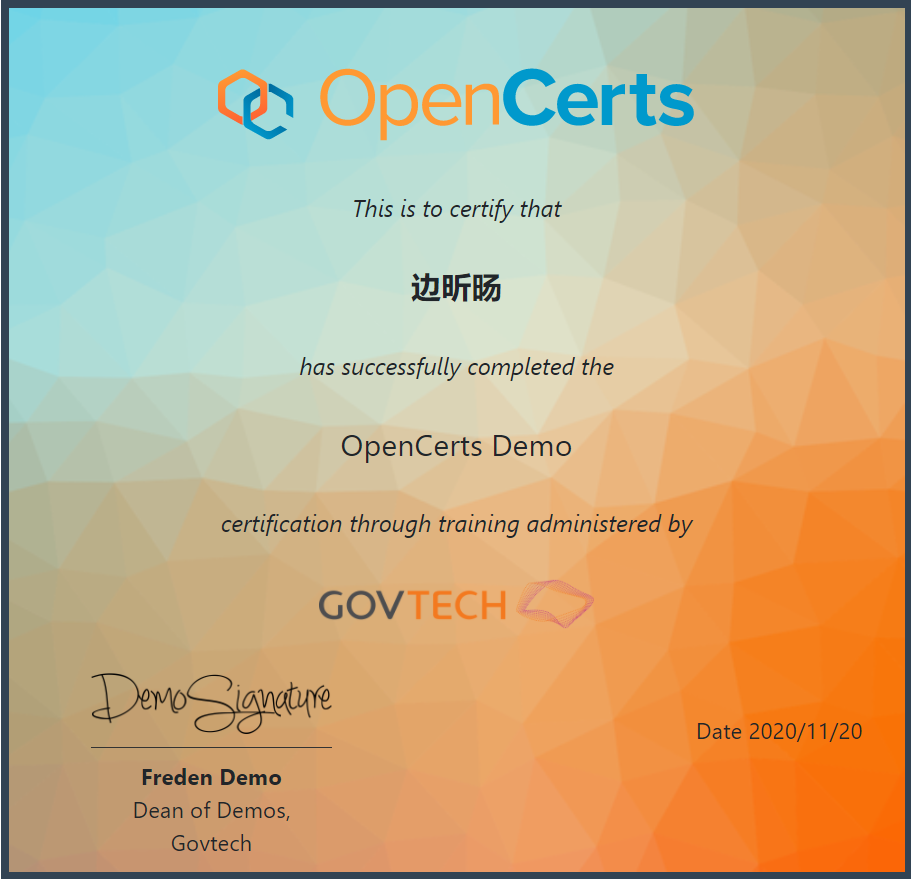 OpenCerts
This is to certify that
边昕旸
has successfully completed the
OpenCerts Demo
certification through training administered by
GOVTECH
DemoSignature
Date 2020/11/20
Freden Demo
Dean of Demos,
Govtech